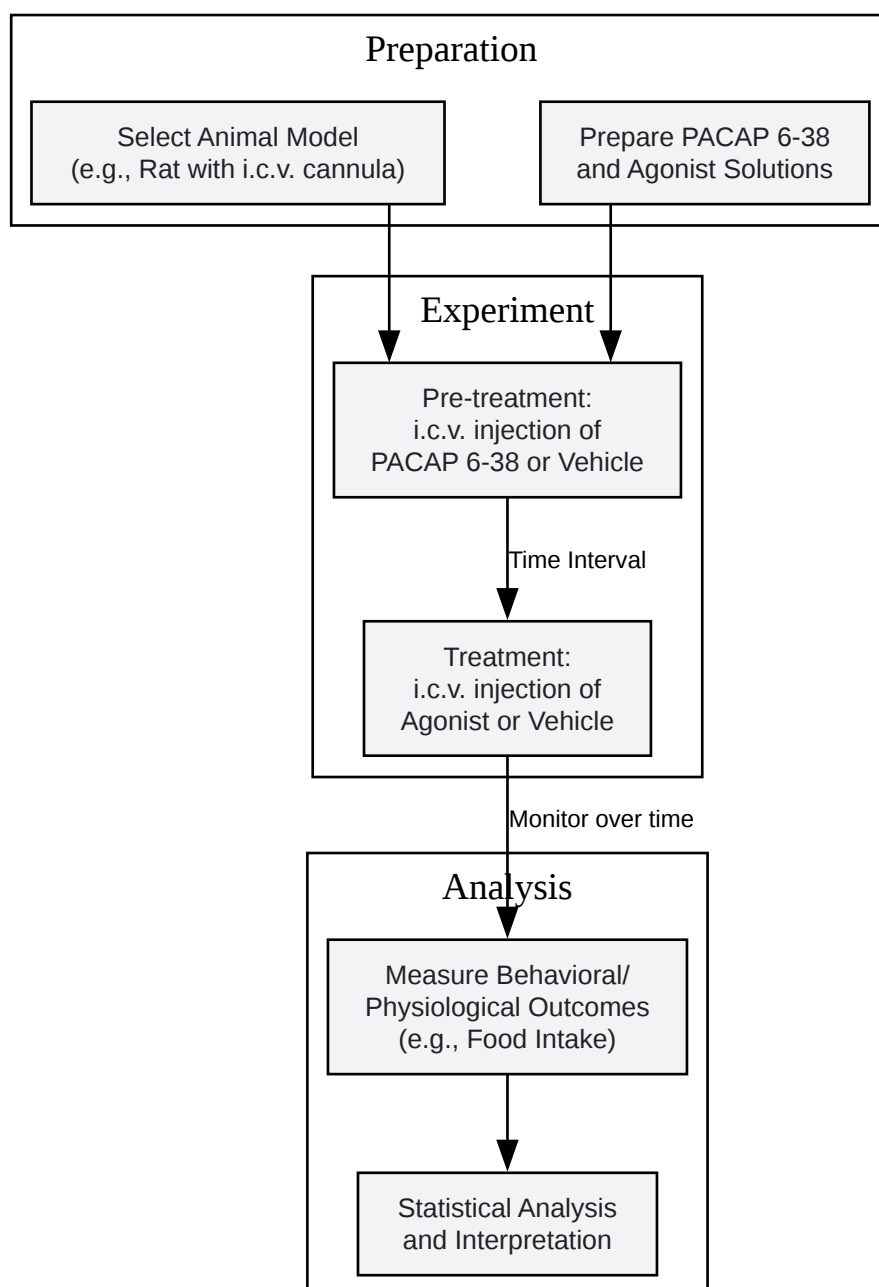 Preparation
Select Animal Model
(e.g., Rat with i.c.v. cannula)
Prepare PACAP 6-38
and Agonist Solutions
Experiment
Pre-treatment:
i.c.v. injection of
PACAP 6-38 or Vehicle
Time Interval
Treatment:
i.c.v. injection of
Agonist or Vehicle
Monitor over time
Analysis
Measure Behavioral/
Physiological Outcomes
(e.g., Food Intake)
Statistical Analysis
and Interpretation